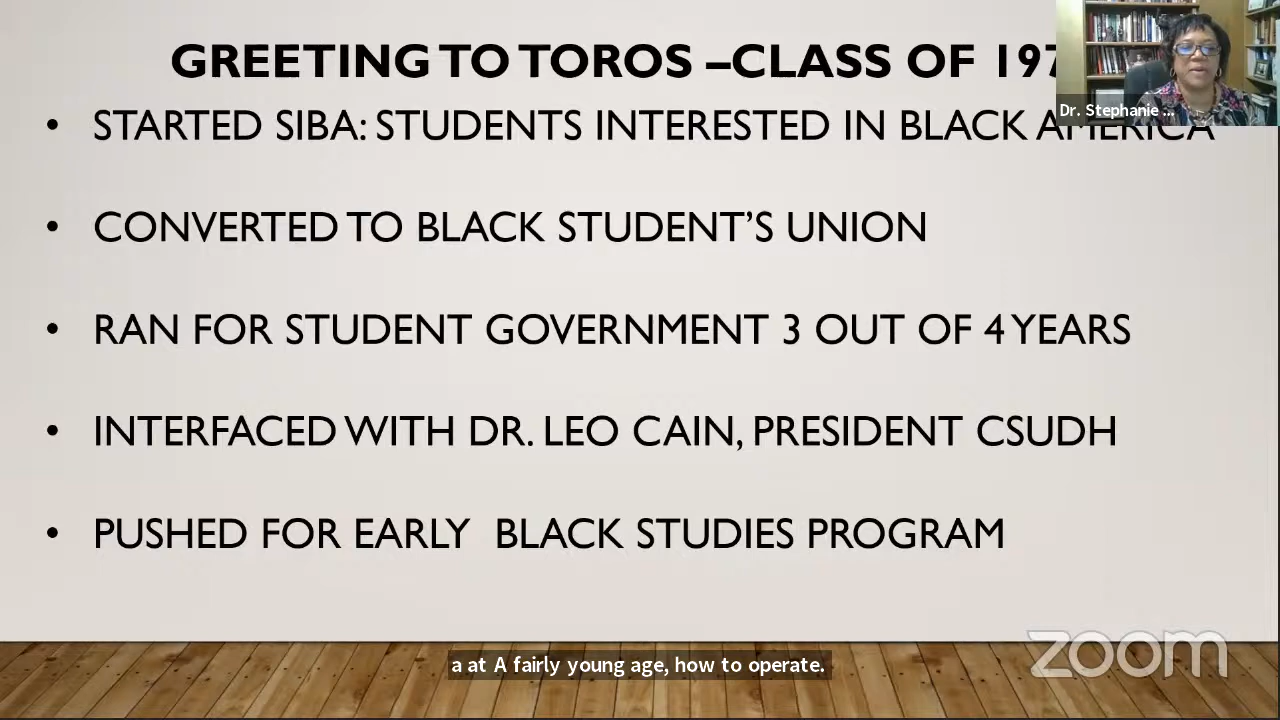 GREETING TO TOROS –CLASS OF 197
Dr. Stephanie ...
• STARTED SIBA: STUDENTS INTERESTED IN BLACK AMERICA
• CONVERTED TO BLACK STUDENT’S UNION
• RAN FOR STUDENT GOVERNMENT 3 OUT OF 4 YEARS
• INTERFACED WITH DR. LEO CAIN, PRESIDENT CSUDH
• PUSHED FOR EARLY BLACK STUDIES PROGRAM
zoom
a at A fairly young age, how to operate.